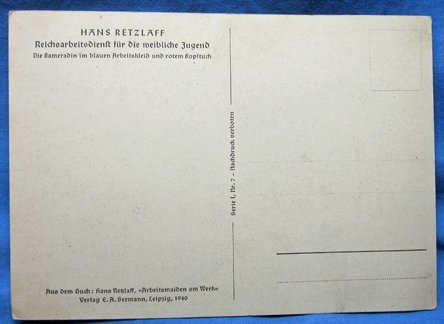 HANS RETZLAFF
Reichsarbeitsdienst für die weibliche Jugend
Die Kameradin im blauen Arbeitskleid und rotem Kopftuch
Serie I, Nr. 7 - Nachdruck verboten
Aus dem Buch: Hans Retzlaff, »Arbeitsmaiden am Werk«
Verlag E. A. Seemann, Leipzig, 1940